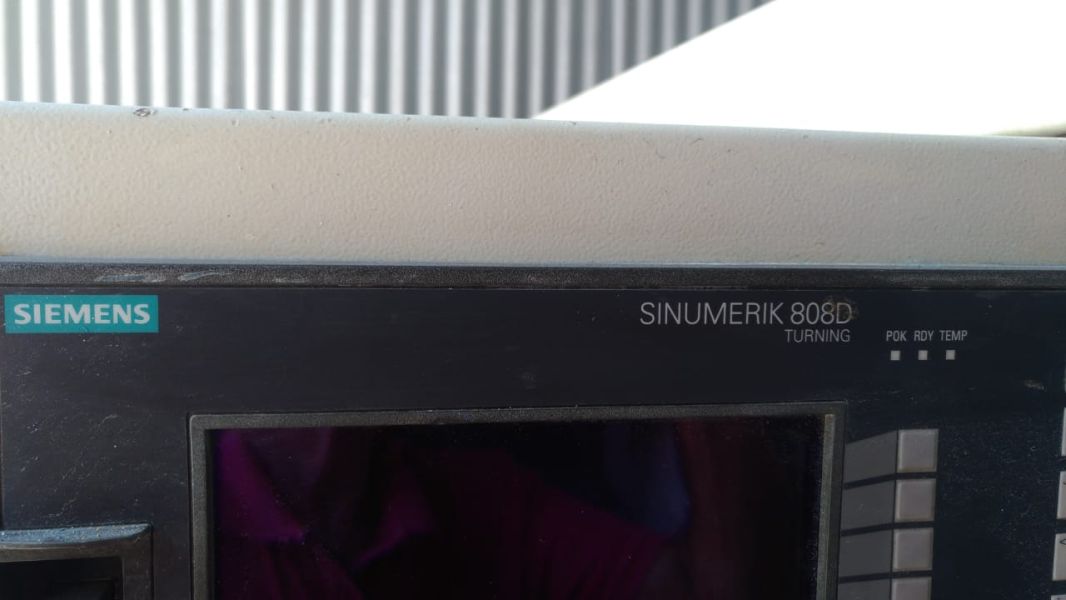 SIEMENS
SINUMERIK 808D
TURNING
POK RDY TEMP